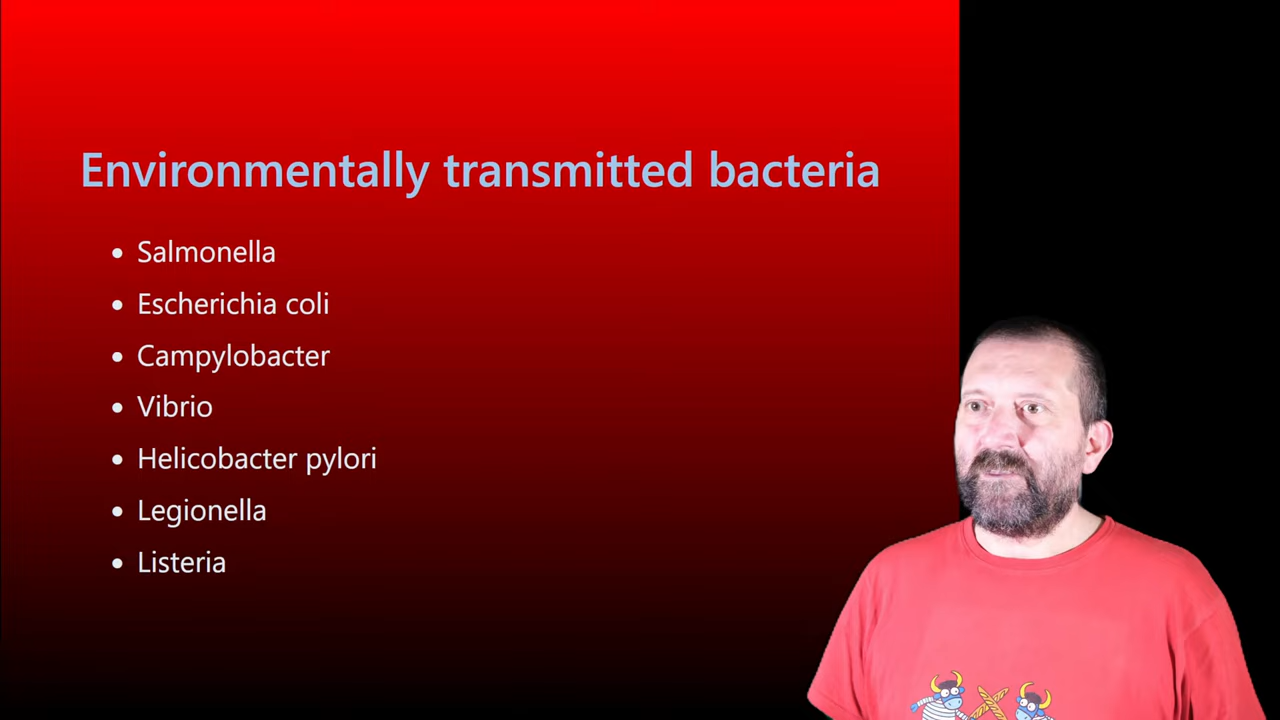 Environmentally transmitted bacteria
• Salmonella
• Escherichia coli
• Campylobacter
• Vibrio
• Helicobacter pylori
• Legionella
• Listeria